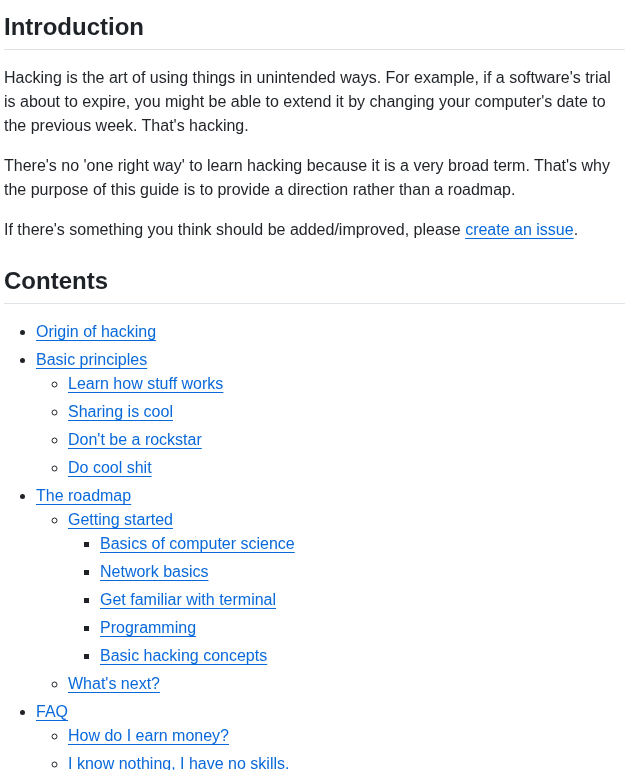 Introduction
Hacking is the art of using things in unintended ways. For example, if a software's trial
is about to expire, you might be able to extend it by changing your computer's date to
the previous week. That's hacking.
There's no 'one right way' to learn hacking because it is a very broad term. That's why
the purpose of this guide is to provide a direction rather than a roadmap.
If there's something you think should be added/improved, please create an issue.
Contents
Origin of hacking
Basic principles
Learn how stuff works
Sharing is cool
Don't be a rockstar
Do cool shit
The roadmap
Getting started
Basics of computer science
Network basics
Get familiar with terminal
Programming
Basic hacking concepts
What's next?
FAQ
How do I earn money?
I know nothing, I have no skills.